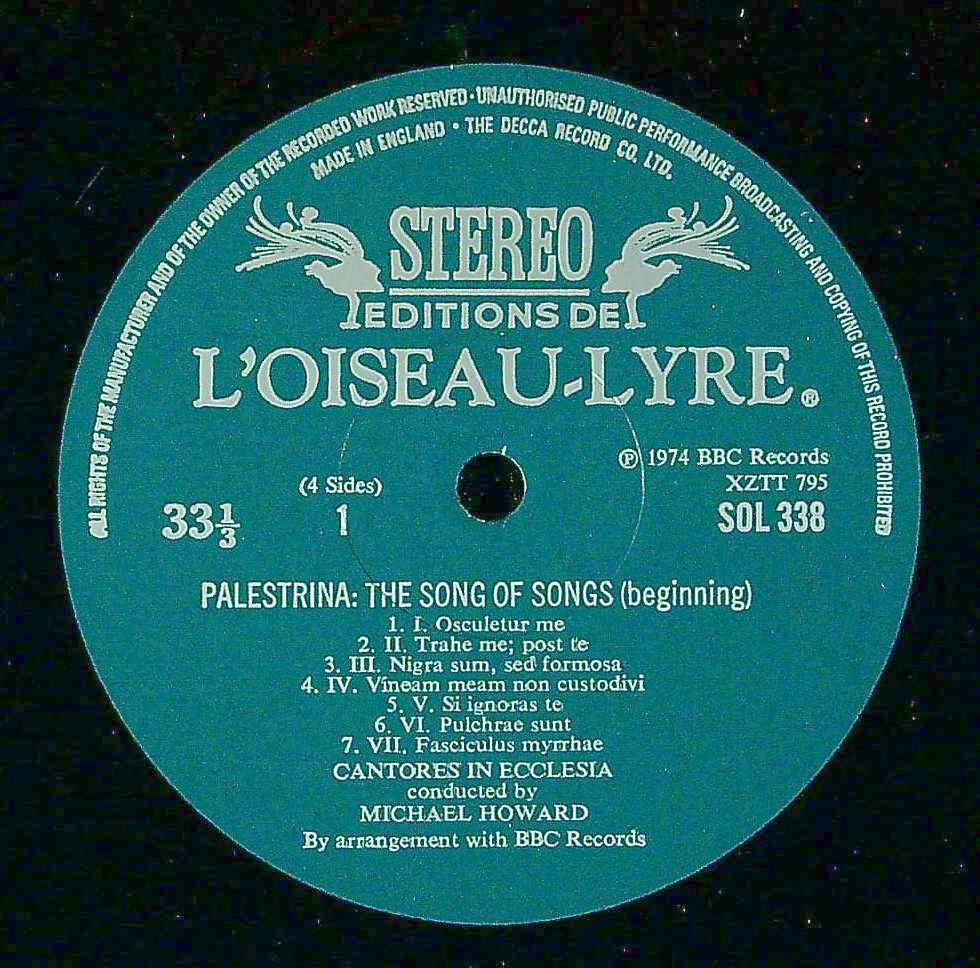 ALL RIGHTS OF THE MANUFACTURER AND OF THE OWNER OF THE RECORDED WORK RESERVED · UNAUTHORISED PUBLIC PERFORMANCE BROADCASTING AND COPYING OF THIS RECORD PROHIBITED
MADE IN ENGLAND • THE DECCA RECORD CO. LTD.
STEREO
EDITIONS DE
L'OISEAU-LYRE®
℗ 1974 BBC Records
(4 Sides)
XZTT 795
33⅓
1
SOL 338
PALESTRINA: THE SONG OF SONGS (beginning)
1. I. Osculetur me
2. II. Trahe me; post te
3. III. Nigra sum, sed formosa
4. IV. Vineam meam non custodivi
5. V. Si ignoras te
6. VI. Pulchrae sunt
7. VII. Fasciculus myrrhae
CANTORES IN ECCLESIA
conducted by
MICHAEL HOWARD
By arrangement with BBC Records